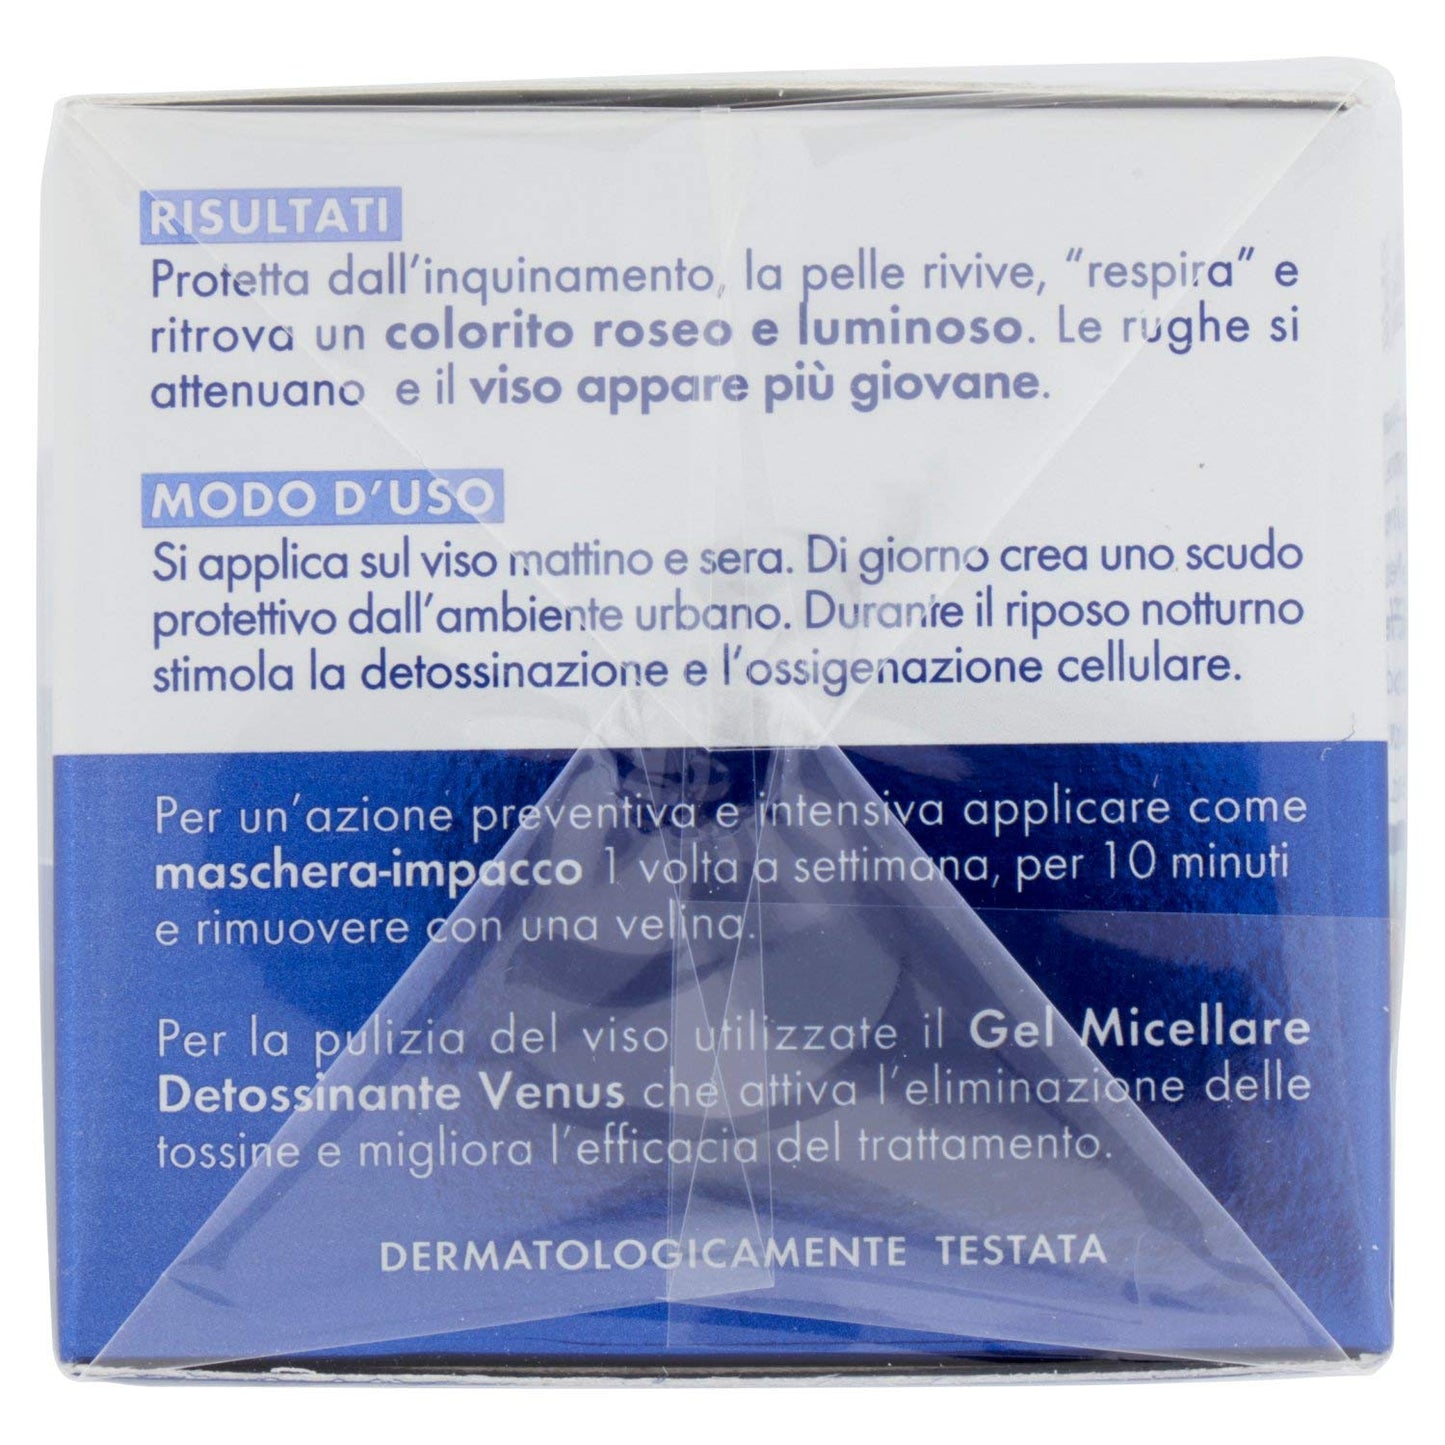 RISULTATI
Protetta dall'inquinamento, la pelle rivive, “respira” e
ritrova un colorito roseo e luminoso. Le rughe si
attenuano e il viso appare più giovane.
MODO D'USO
Si applica sul viso mattino e sera. Di giorno crea uno scudo
protettivo dall'ambiente urbano. Durante il riposo notturno
stimola la detossinazione e l'ossigenazione cellulare.
Per un'azione preventiva e intensiva applicare come
maschera-impacco 1 volta a settimana, per 10 minuti
e rimuovere con una velina.
Per la pulizia del viso utilizzate il Gel Micellare
Detossinante Venus che attiva l'eliminazione delle
tossine e migliora l'efficacia del trattamento.
DERMATOLOGICAMENTE TESTATA